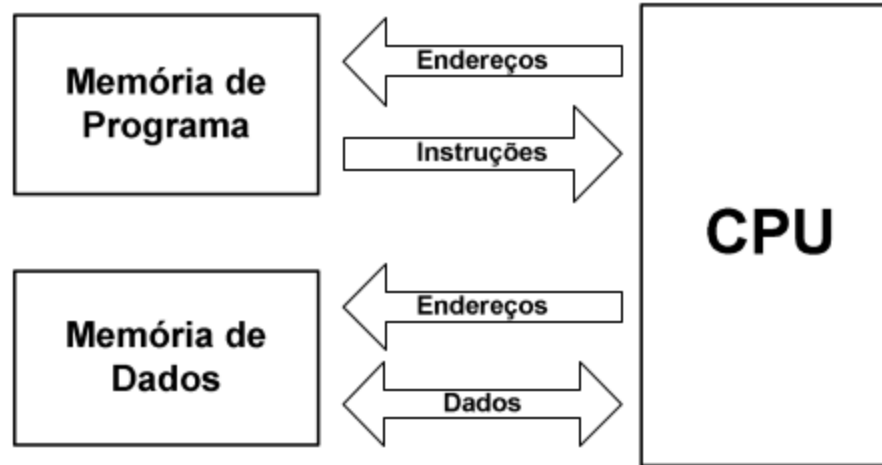 Memória de
Programa
Endereços
Instruções
CPU
Memória de
Dados
Endereços
Dados